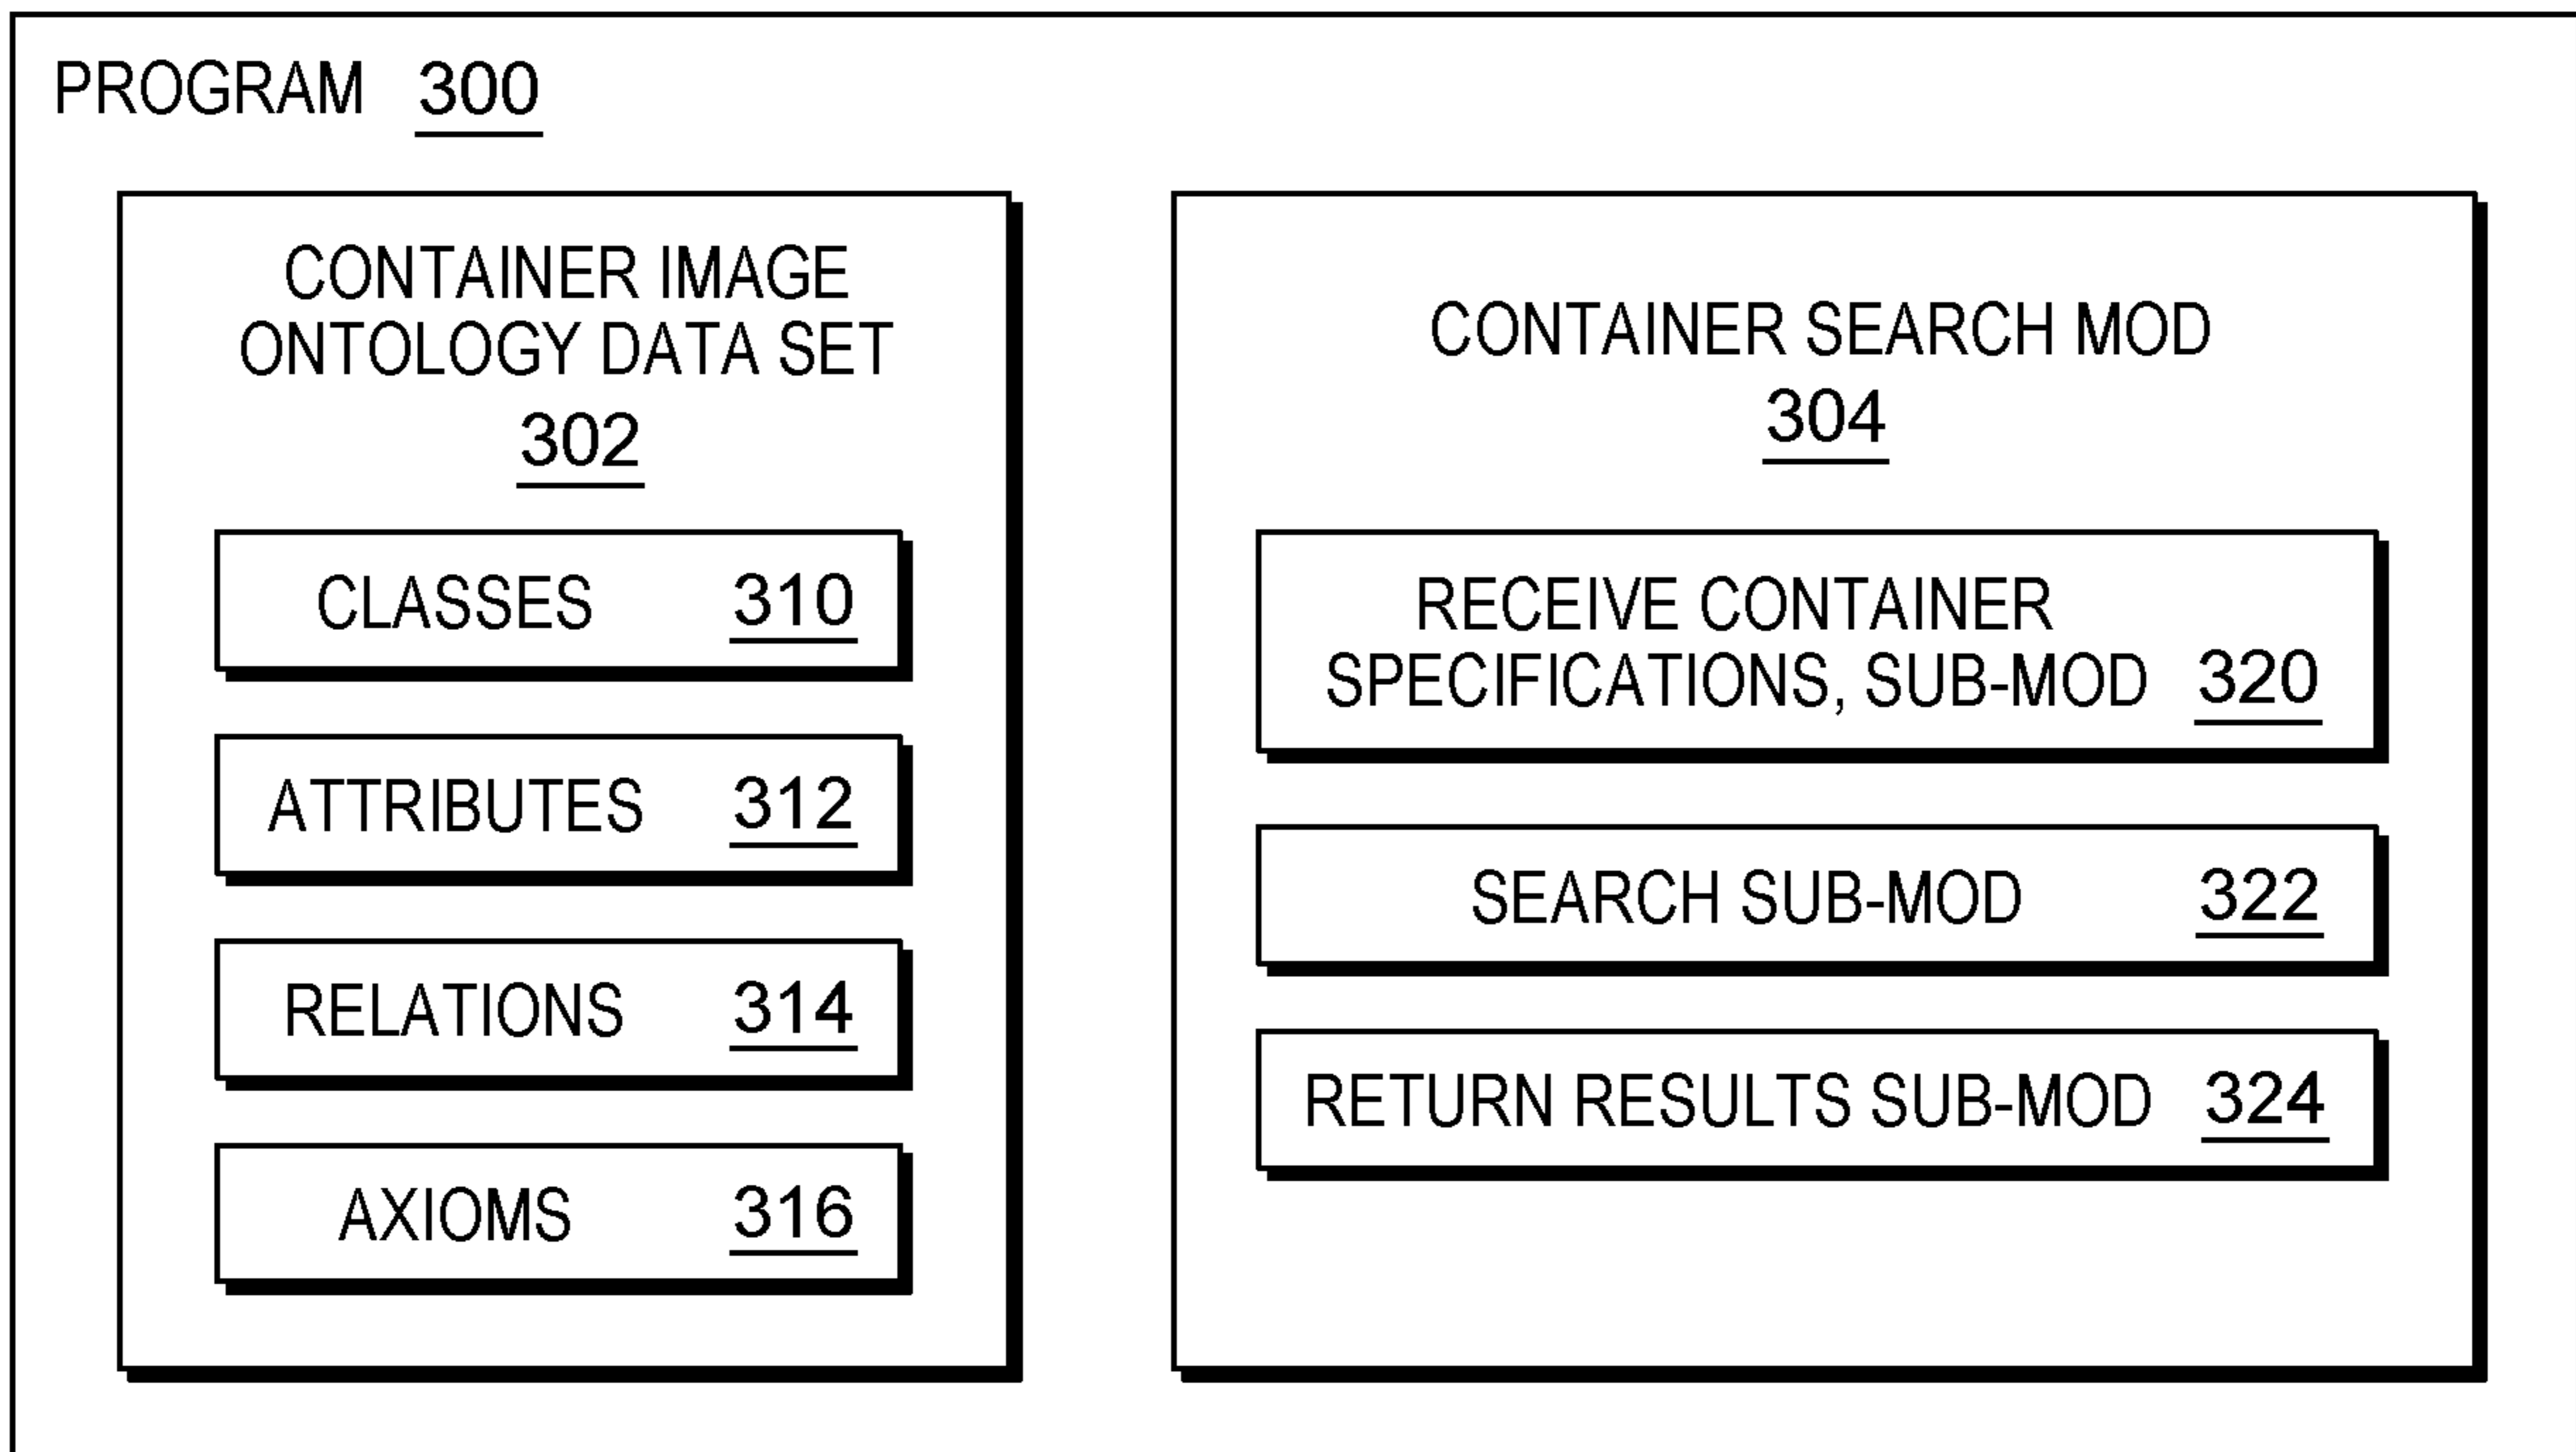 PROGRAM 300
CONTAINER IMAGE
ONTOLOGY DATA SET
302
CLASSES 310
ATTRIBUTES 312
RELATIONS 314
AXIOMS 316
CONTAINER SEARCH MOD
304
RECEIVE CONTAINER
SPECIFICATIONS, SUB-MOD 320
SEARCH SUB-MOD 322
RETURN RESULTS SUB-MOD 324